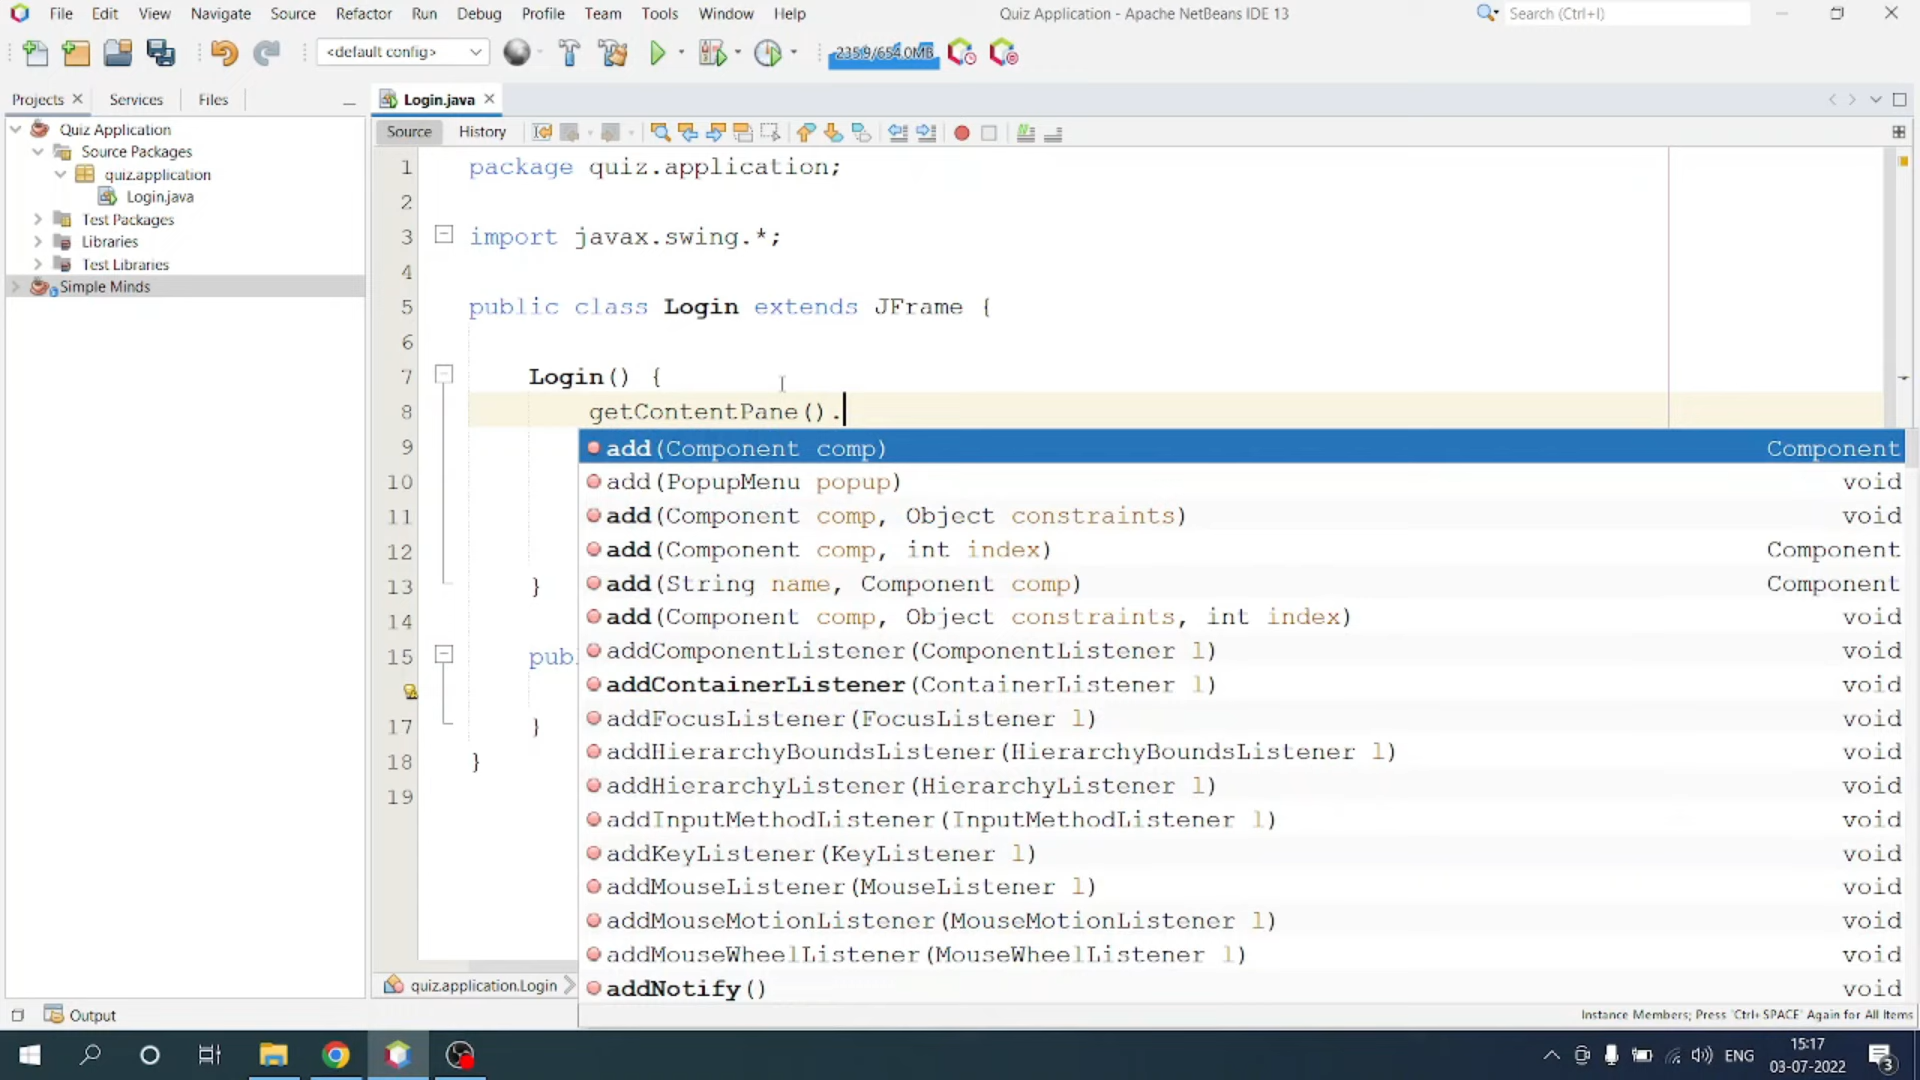 File Edit View Navigate Source Refactor Run Debug Profile Team Tools Window Help
Quiz Application - Apache NetBeans IDE 13
Search (Ctrl+I)
<default config>
235.9/654.0MB
Projects Services Files
Login.java
Quiz Application
Source Packages
quiz.application
Login.java
Test Packages
Libraries
Test Libraries
Simple Minds
Source History
1 package quiz.application;
2
3 import javax.swing.*;
4
5 public class Login extends JFrame {
6
7 Login() {
8 getContentPane().
9
10
11
12
13 }
14
15 pub
17 }
18 }
19
add(Component comp) Component
add(PopupMenu popup) void
add(Component comp, Object constraints) void
add(Component comp, int index) Component
add(String name, Component comp) Component
add(Component comp, Object constraints, int index) void
addComponentListener(ComponentListener l) void
addContainerListener(ContainerListener l) void
addFocusListener(FocusListener l) void
addHierarchyBoundsListener(HierarchyBoundsListener l) void
addHierarchyListener(HierarchyListener l) void
addInputMethodListener(InputMethodListener l) void
addKeyListener(KeyListener l) void
addMouseListener(MouseListener l) void
addMouseMotionListener(MouseMotionListener l) void
addMouseWheelListener(MouseWheelListener l) void
addNotify() void
quiz.application.Login
Instance Members; Press 'Ctrl+SPACE' Again for All Items
Output
ENG
15:17
03-07-2022
3